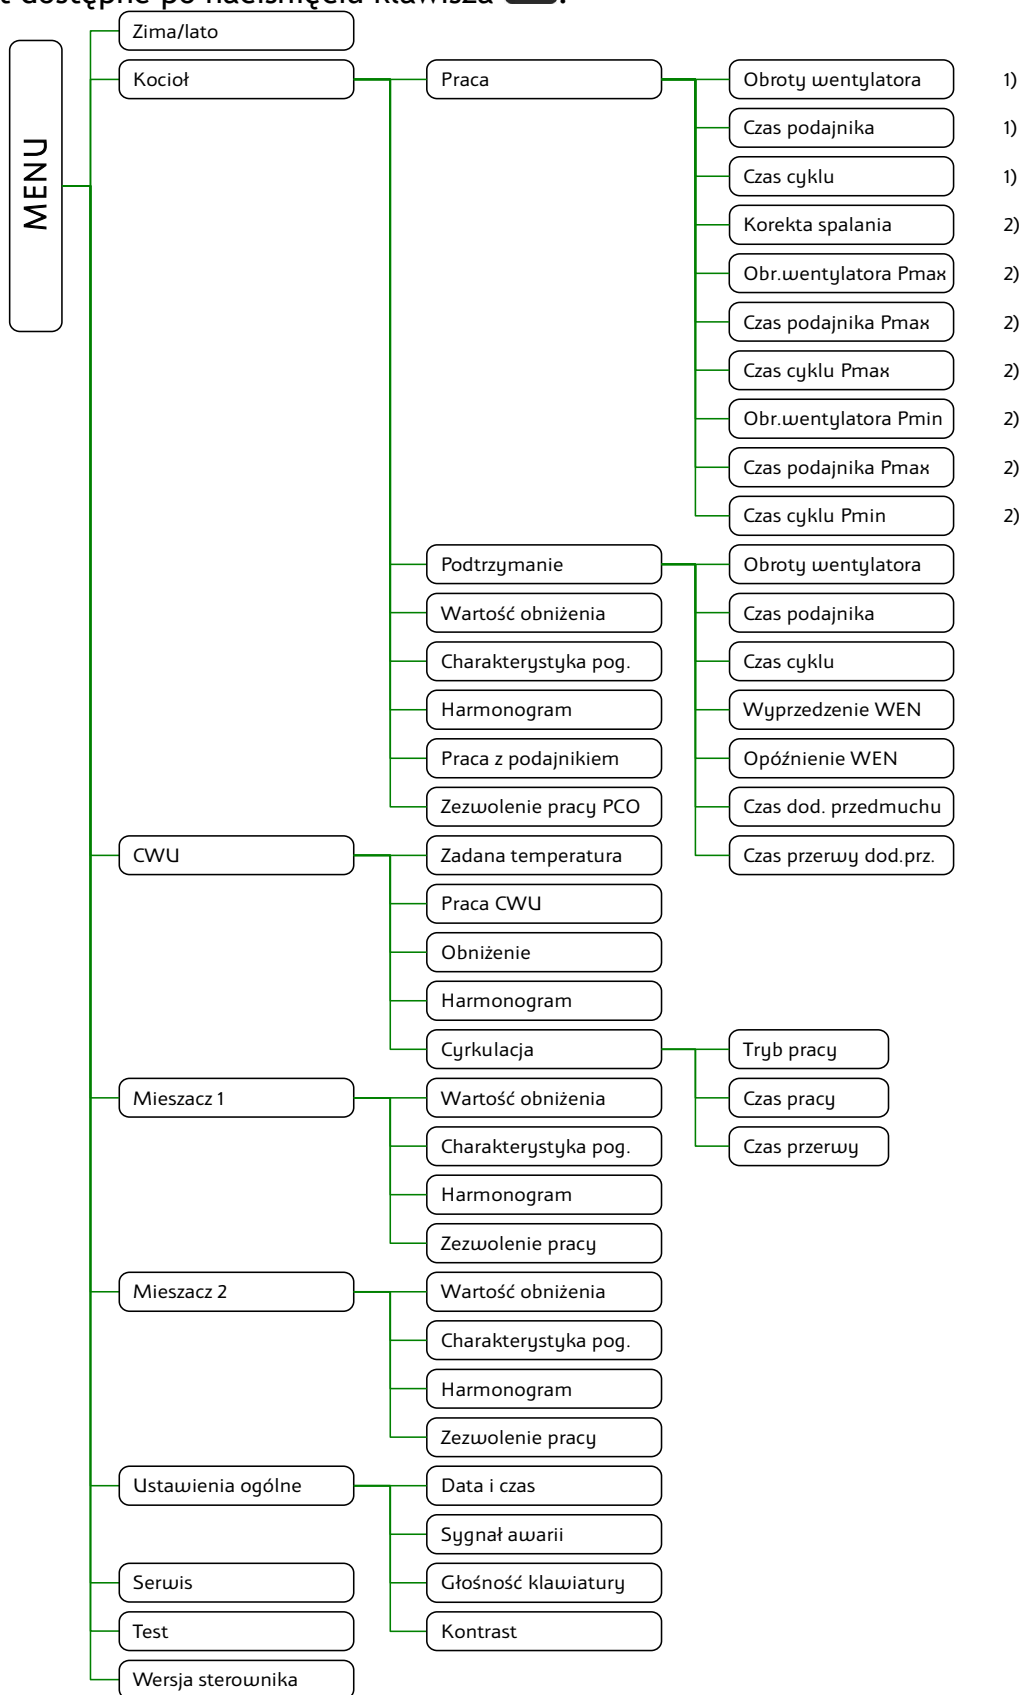 dostępne po naciśnięciu klawisza
Zima/lato
MENU
Kocioł
Praca
Obroty wentylatora 1)
Czas podajnika 1)
Czas cyklu 1)
Korekta spalania 2)
Obr.wentylatora Pmax 2)
Czas podajnika Pmax 2)
Czas cyklu Pmax 2)
Obr.wentylatora Pmin 2)
Czas podajnika Pmax 2)
Czas cyklu Pmin 2)
Podtrzymanie
Obroty wentylatora
Czas podajnika
Czas cyklu
Wyprzedzenie WEN
Opóźnienie WEN
Czas dod. przedmuchu
Czas przerwy dod.prz.
Wartość obniżenia
Charakterystyka pog.
Harmonogram
Praca z podajnikiem
Zezwolenie pracy PCO
CWU
Zadana temperatura
Praca CWU
Obniżenie
Harmonogram
Cyrkulacja
Tryb pracy
Czas pracy
Czas przerwy
Mieszacz 1
Wartość obniżenia
Charakterystyka pog.
Harmonogram
Zezwolenie pracy
Mieszacz 2
Wartość obniżenia
Charakterystyka pog.
Harmonogram
Zezwolenie pracy
Ustawienia ogólne
Data i czas
Sygnał awarii
Głośność klawiatury
Kontrast
Serwis
Test
Wersja sterownika